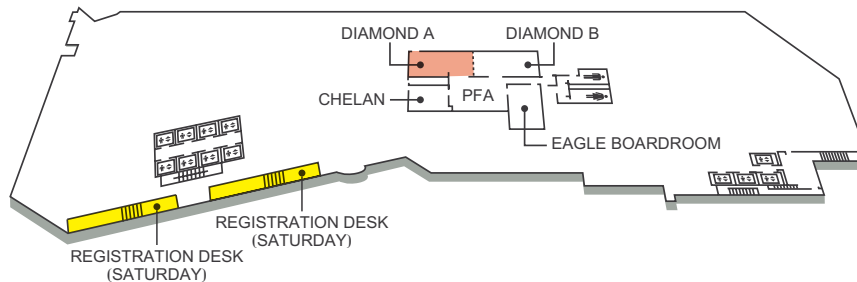 DIAMOND A
DIAMOND B
CHELAN
PFA
EAGLE BOARDROOM
REGISTRATION DESK
(SATURDAY)
REGISTRATION DESK
(SATURDAY)